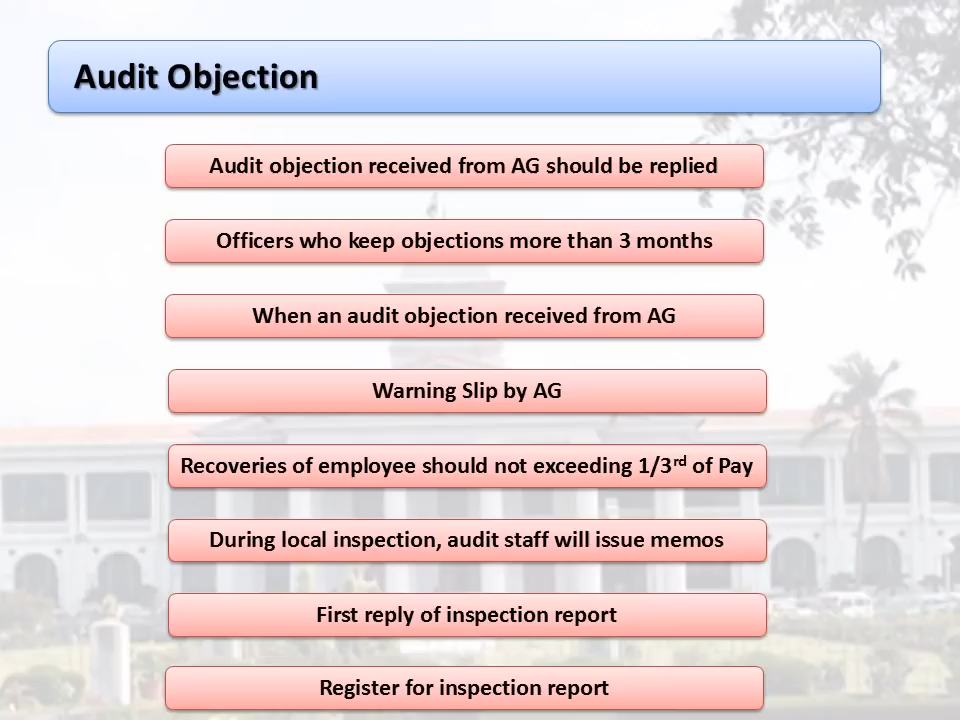 Audit Objection
Audit objection received from AG should be replied
Officers who keep objections more than 3 months
When an audit objection received from AG
Warning Slip by AG
Recoveries of employee should not exceeding 1/3rd of Pay
During local inspection, audit staff will issue memos
First reply of inspection report
Register for inspection report